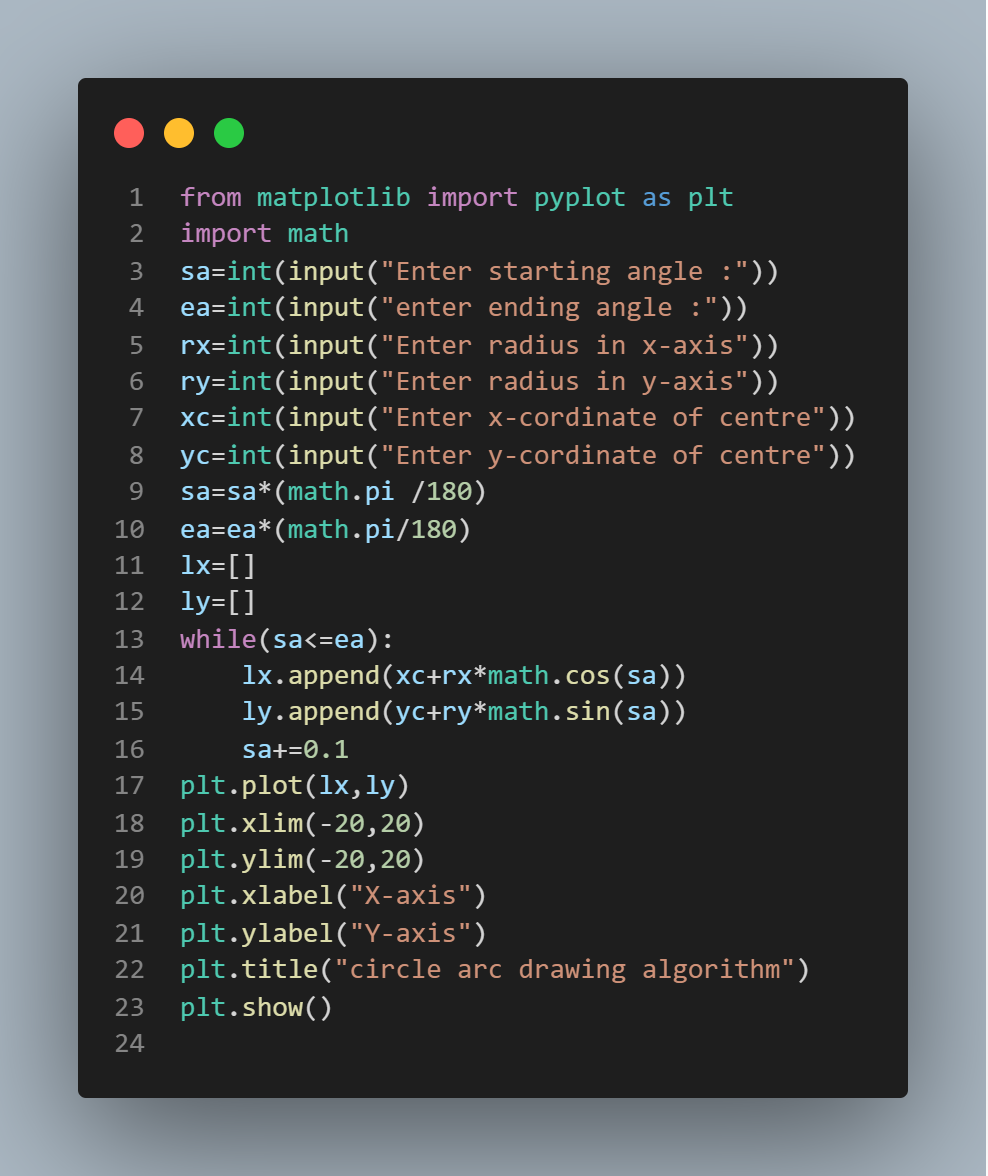 1 from matplotlib import pyplot as plt
2 import math
3 sa=int(input("Enter starting angle :"))
4 ea=int(input("enter ending angle :"))
5 rx=int(input("Enter radius in x-axis"))
6 ry=int(input("Enter radius in y-axis"))
7 xc=int(input("Enter x-cordinate of centre"))
8 yc=int(input("Enter y-cordinate of centre"))
9 sa=sa*(math.pi /180)
10 ea=ea*(math.pi/180)
11 lx=[]
12 ly=[]
13 while(sa<=ea):
14     lx.append(xc+rx*math.cos(sa))
15     ly.append(yc+ry*math.sin(sa))
16     sa+=0.1
17 plt.plot(lx,ly)
18 plt.xlim(-20,20)
19 plt.ylim(-20,20)
20 plt.xlabel("X-axis")
21 plt.ylabel("Y-axis")
22 plt.title("circle arc drawing algorithm")
23 plt.show()
24